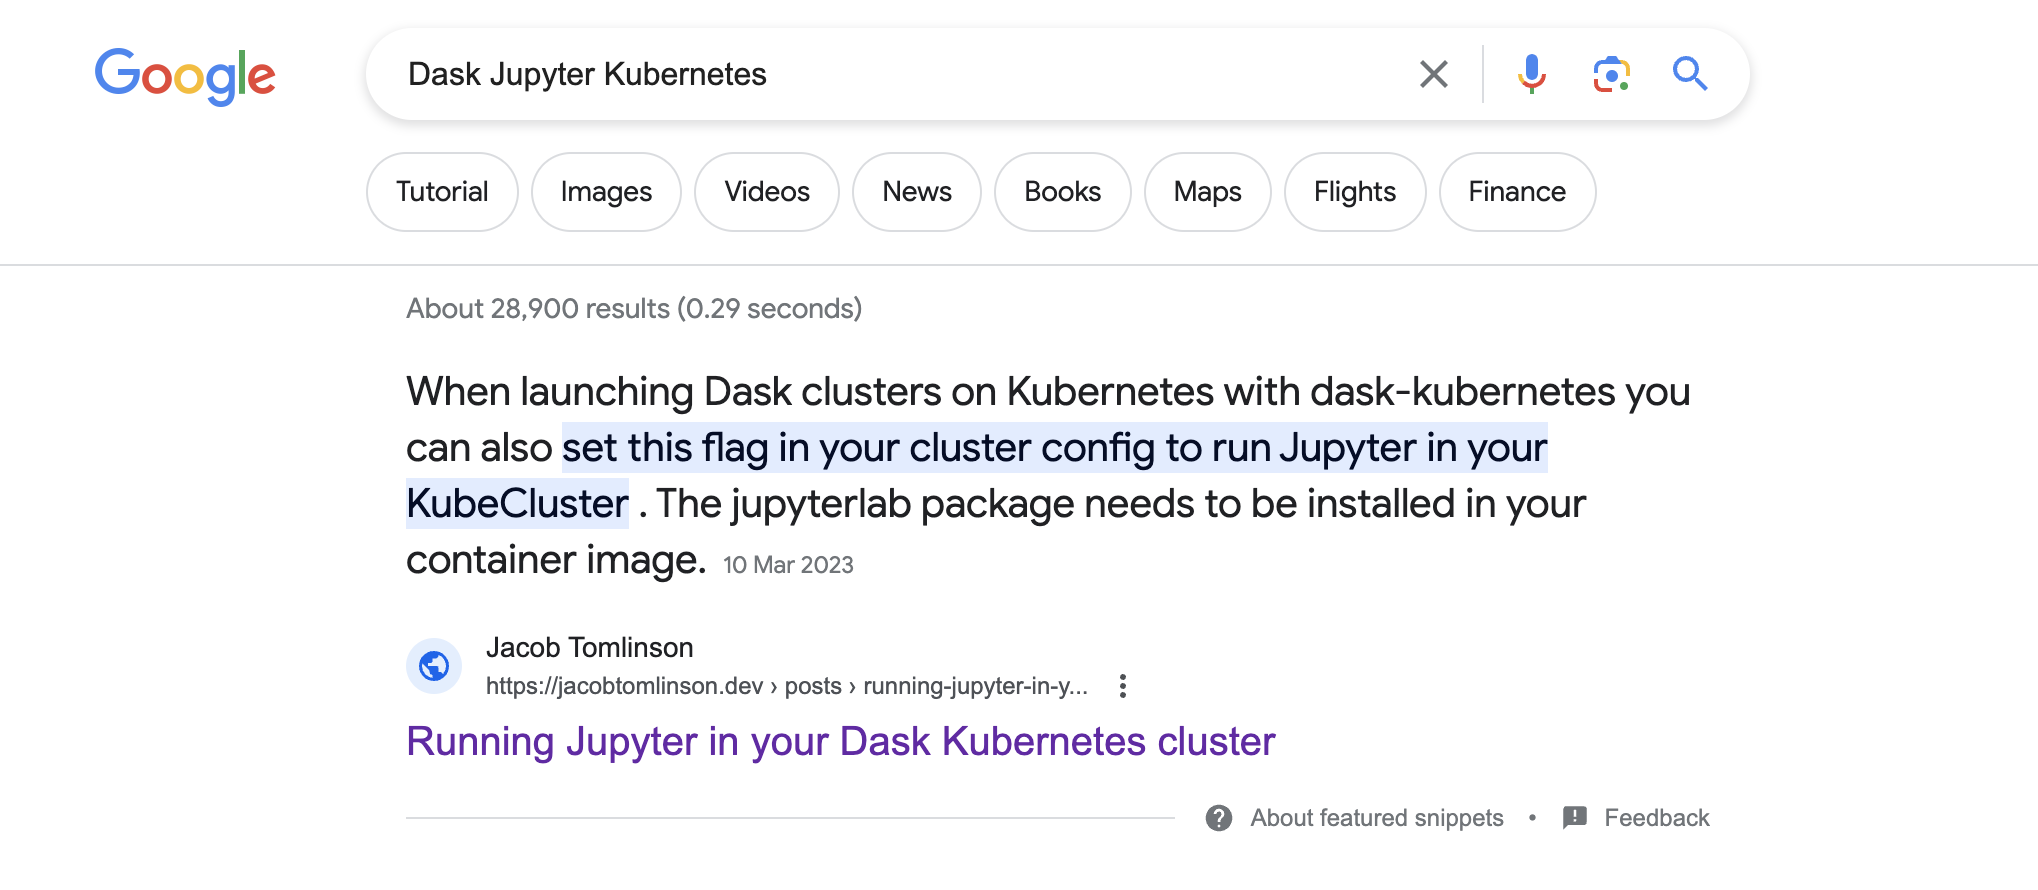 Google
Dask Jupyter Kubernetes
Tutorial
Images
Videos
News
Books
Maps
Flights
Finance
About 28,900 results (0.29 seconds)
When launching Dask clusters on Kubernetes with dask-kubernetes you
can also set this flag in your cluster config to run Jupyter in your
KubeCluster . The jupyterlab package needs to be installed in your
container image. 10 Mar 2023
Jacob Tomlinson
https://jacobtomlinson.dev › posts › running-jupyter-in-y...
Running Jupyter in your Dask Kubernetes cluster
About featured snippets • Feedback